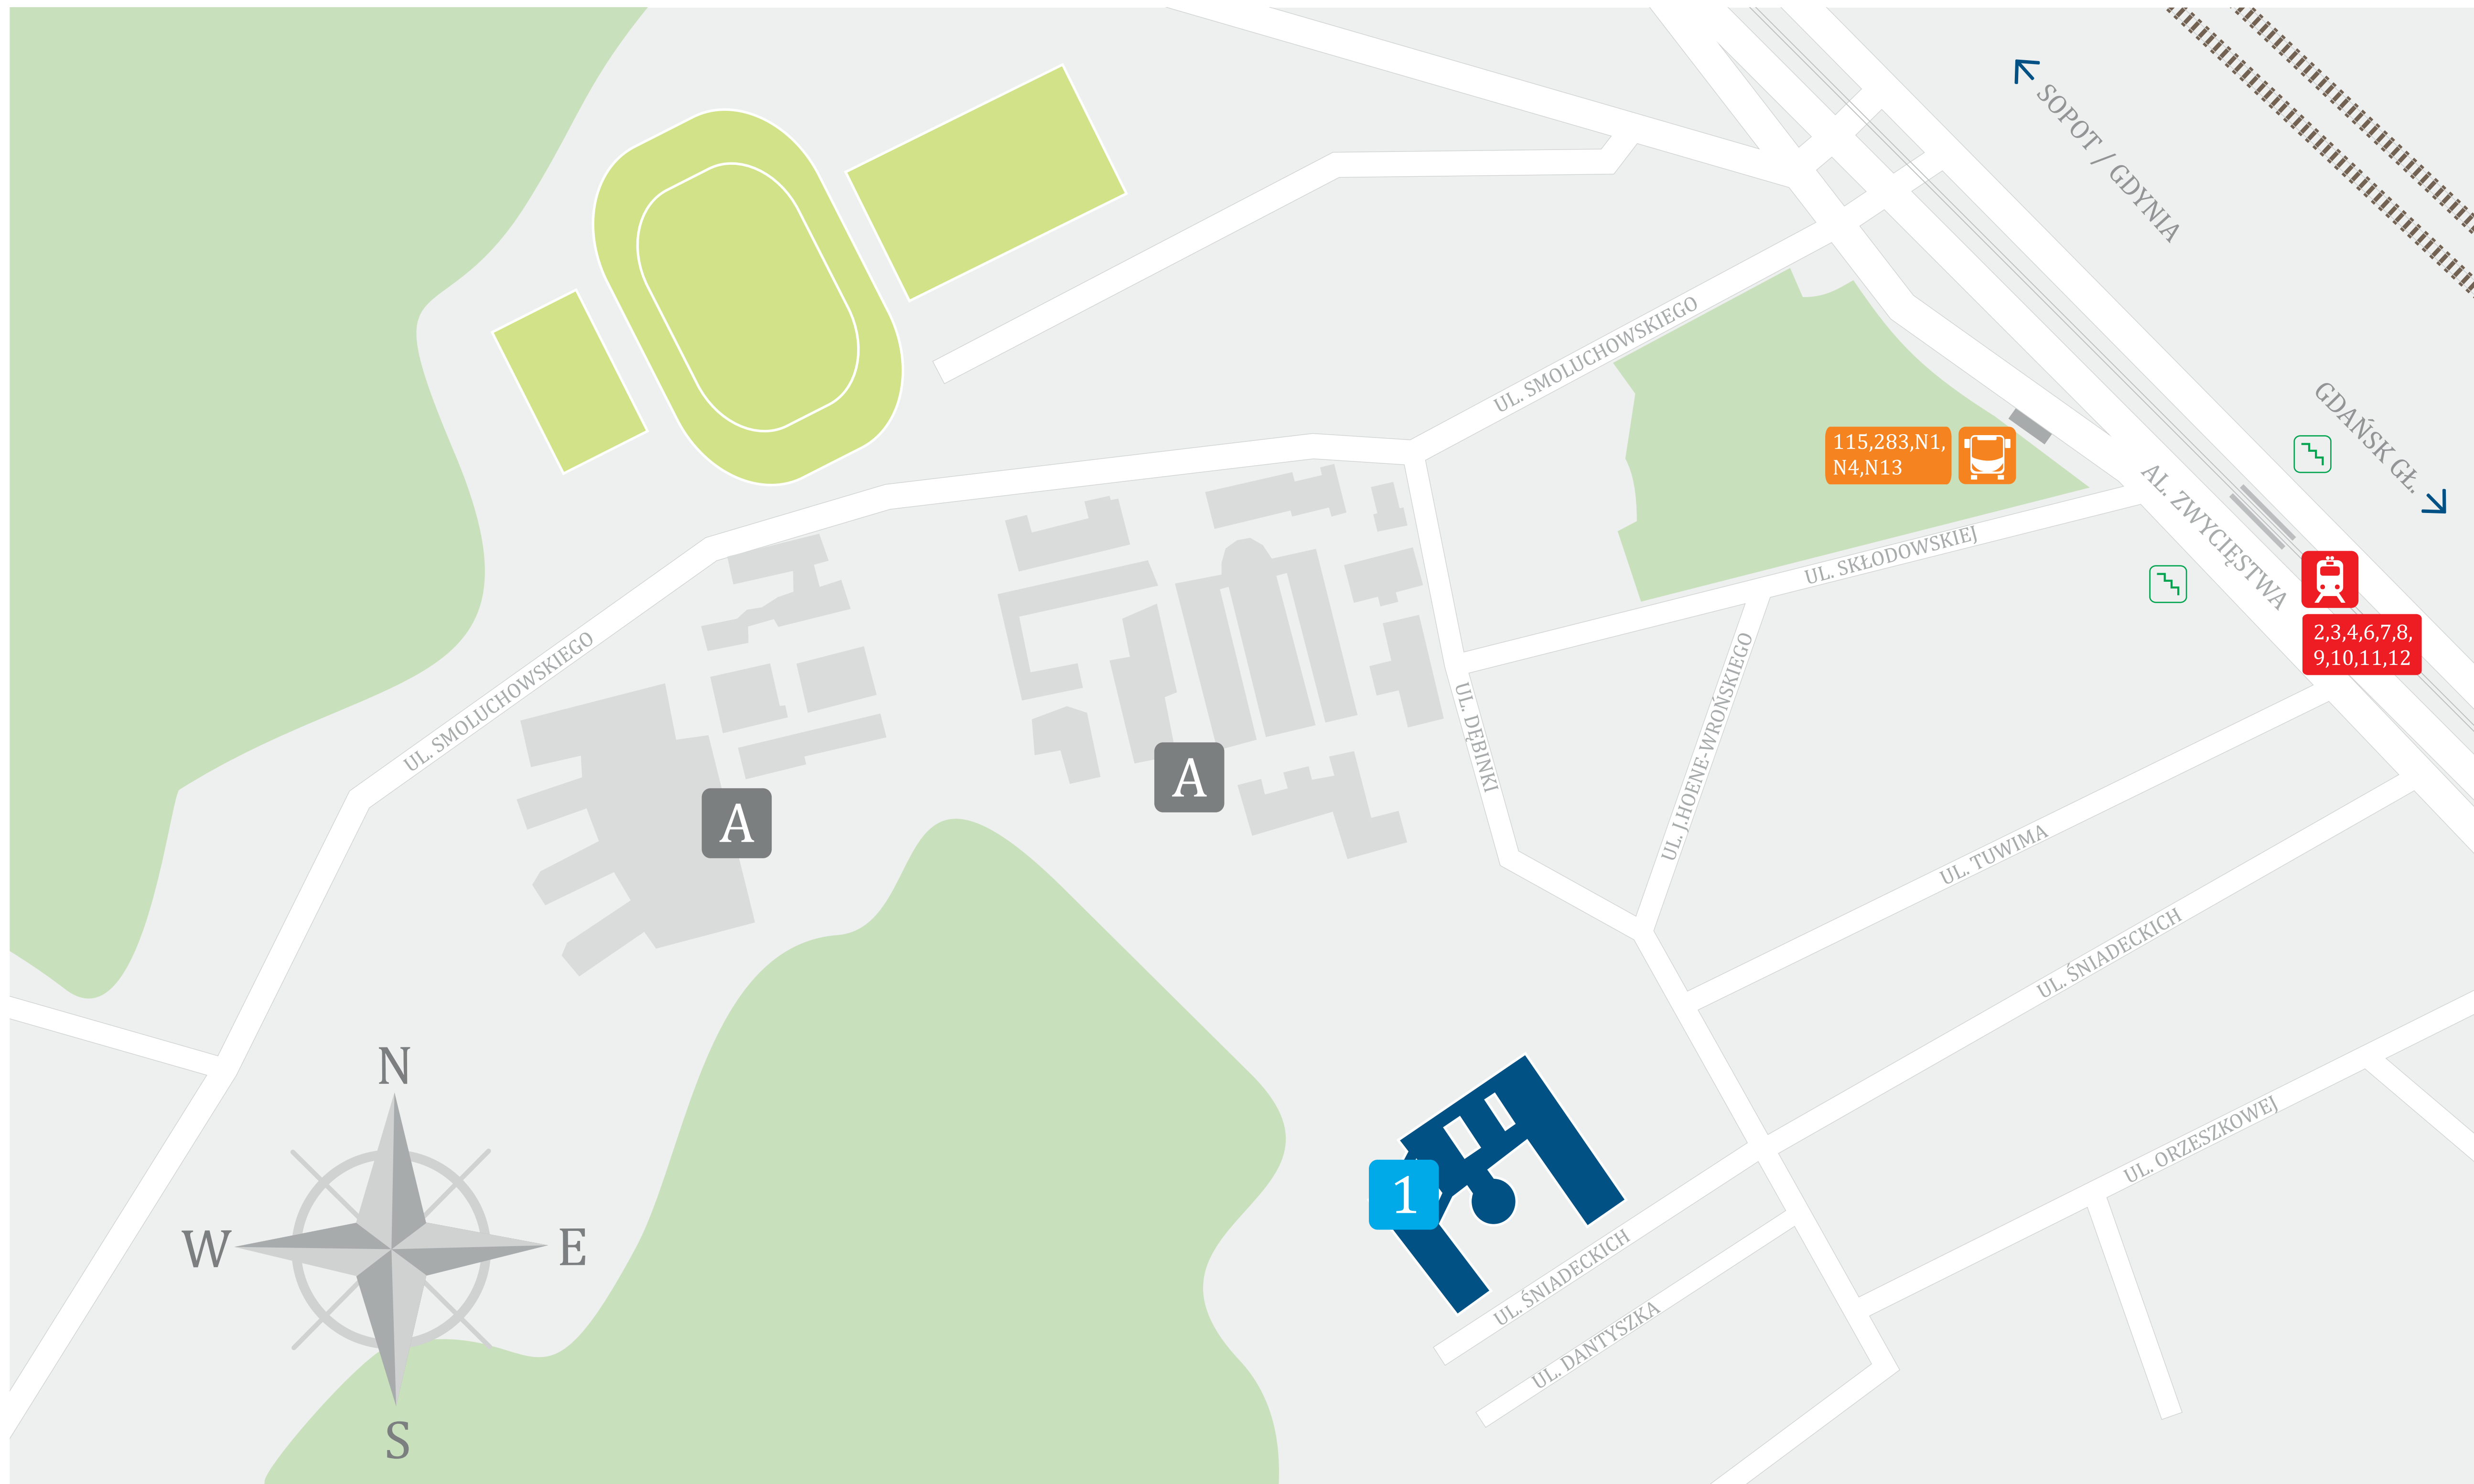 SOPOT / GDYNIA
UL. SMOLUCHOWSKIEGO
GDAŃSK GŁ.
115,283,N1,
N4,N13
AL. ZWYCIĘSTWA
UL. SKŁODOWSKIEJ
2,3,4,6,7,8,
9,10,11,12
UL. SMOLUCHOWSKIEGO
UL. DĘBINKI
UL. J.HOENE-WROŃSKIEGO
A
A
UL. TUWIMA
UL. ŚNIADECKICH
N
W
E
S
1
UL. ORZESZKOWEJ
UL. ŚNIADECKICH
UL. DANTYSZKA